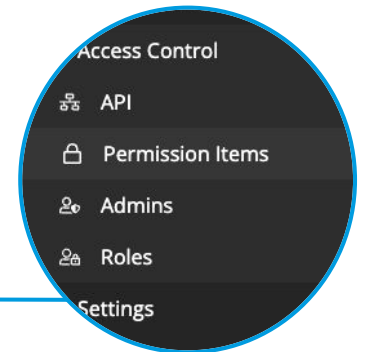 Access Control
API
Permission Items
Admins
Roles
Settings